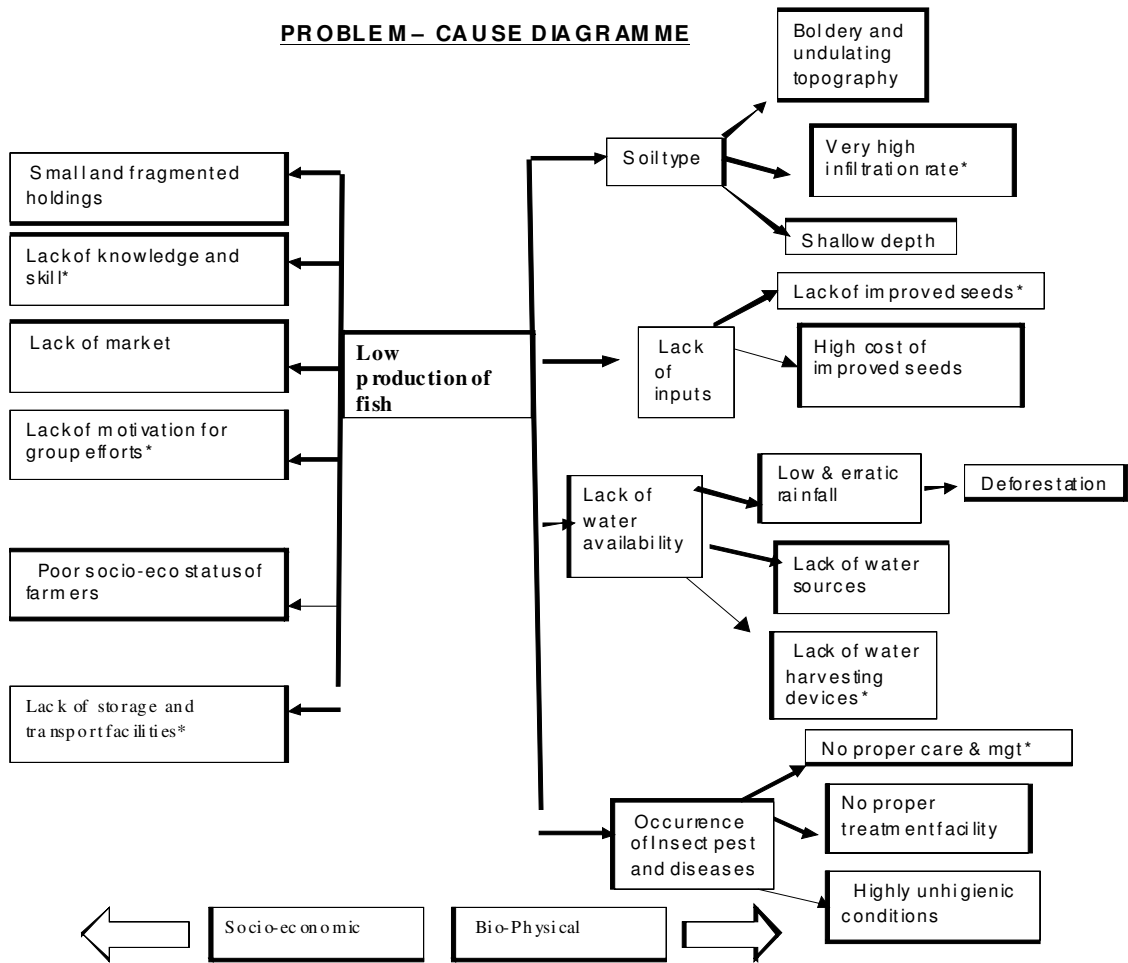 PROBLEM – CAUSE DIAGRAMME
Boldery and
undulating
topography
Small and fragmented
holdings
Soil type
Very high
infiltration rate*
Lack of knowledge and
skill*
Shallow depth
Lack of improved seeds*
Lack of market
Low
production of
fish
Lack
of
inputs
High cost of
improved seeds
Lack of motivation for
group efforts*
Lack of
water
availability
Low & erratic
rainfall
Deforestation
Poor socio-eco status of
farmers
Lack of water
sources
Lack of water
harvesting
devices*
Lack of storage and
transport facilities*
No proper care & mgt*
Occurrence
of Insect pest
and diseases
No proper
treatment facility
Highly unhigienic
conditions
Socio-economic
Bio-Physical